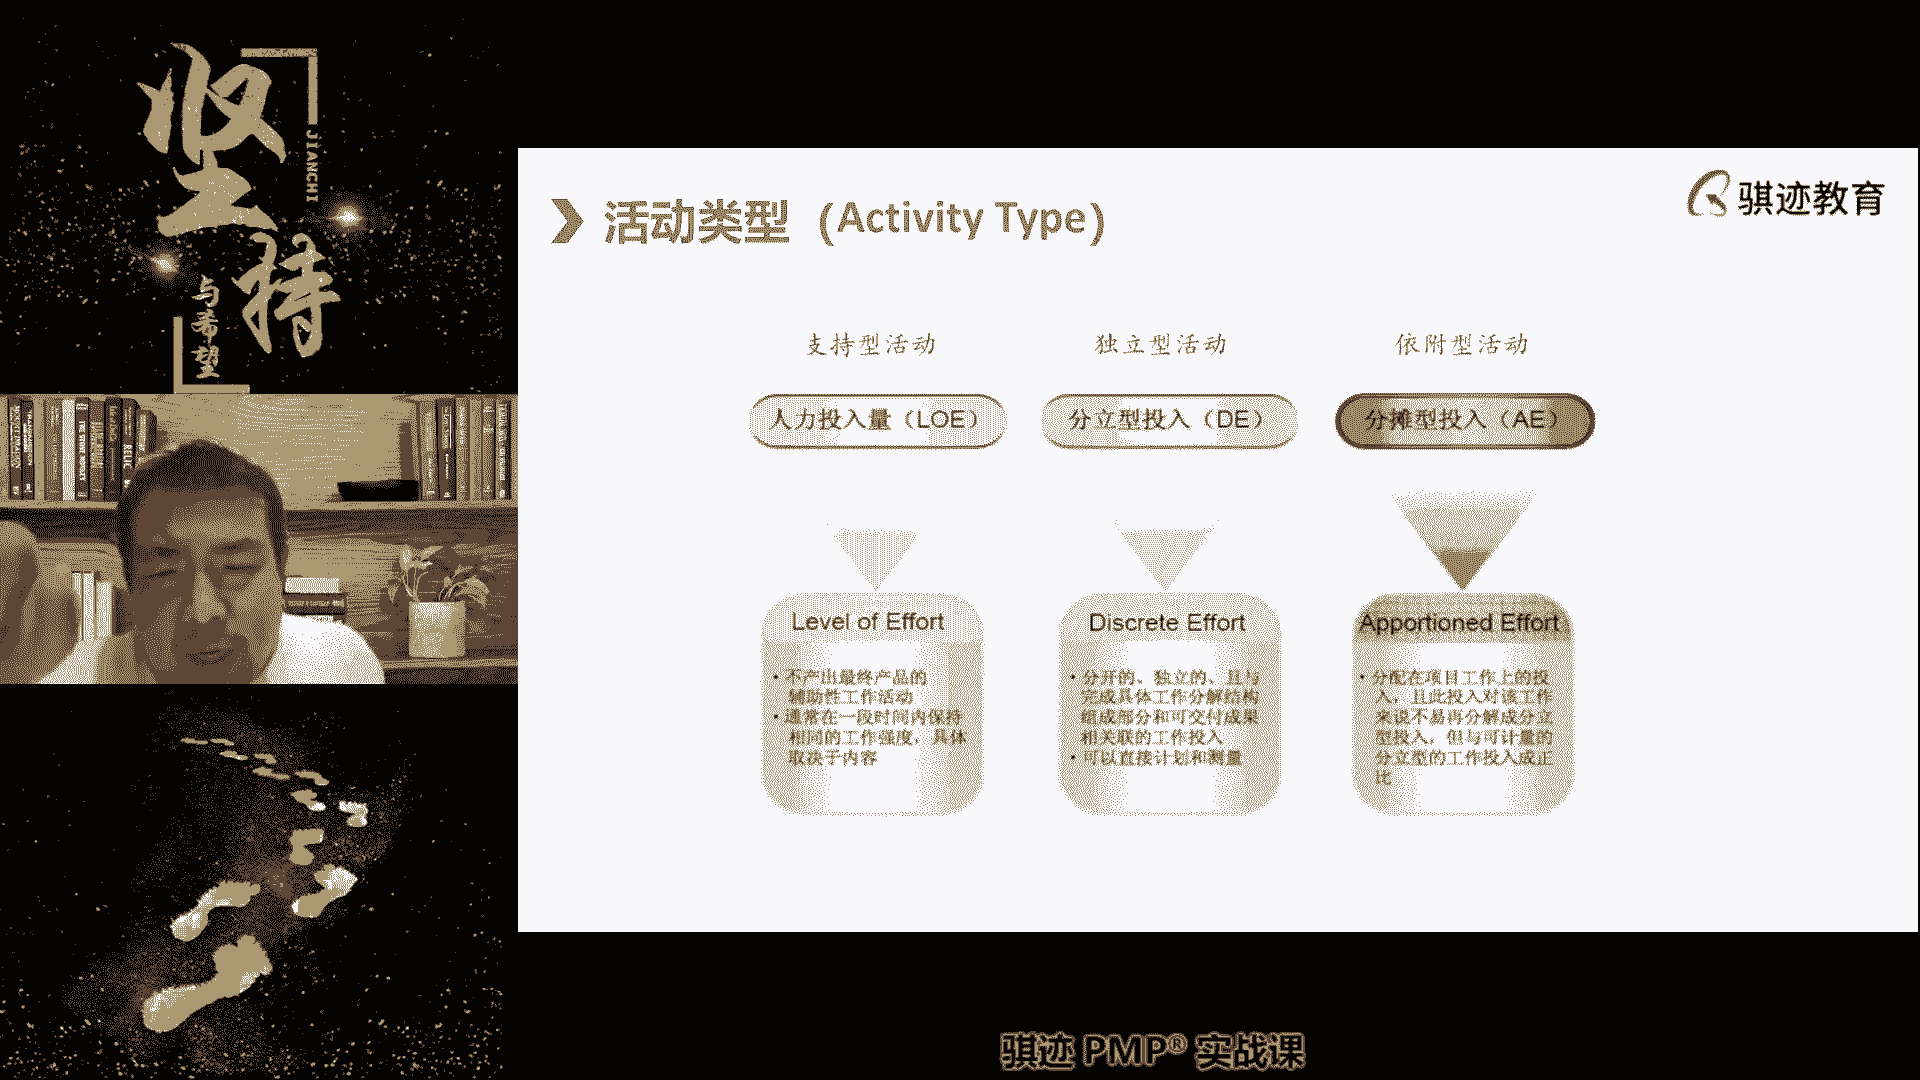 坚持
JIANCHI
与希望
活动类型 (Activity Type)
骐迹教育
支持型活动
独立型活动
依附型活动
人力投入量（LOE）
分立型投入（DE）
分摊型投入（AE）
Level of Effort
• 不产出最终产品的
辅助性工作活动
• 通常在一段时间内保持
相同的工作强度，具体
取决于内容
Discrete Effort
• 分开的、独立的、且与
完成具体工作分解结构
组成部分和可交付成果
相关联的工作投入
• 可以直接计划和测量
Apportioned Effort
• 分配在项目工作上的投
入，且此投入对该工作
来说不易再分解成分立
型投入，但与可计量的
分立型的工作投入成正
比
骐迹 PMP® 实战课